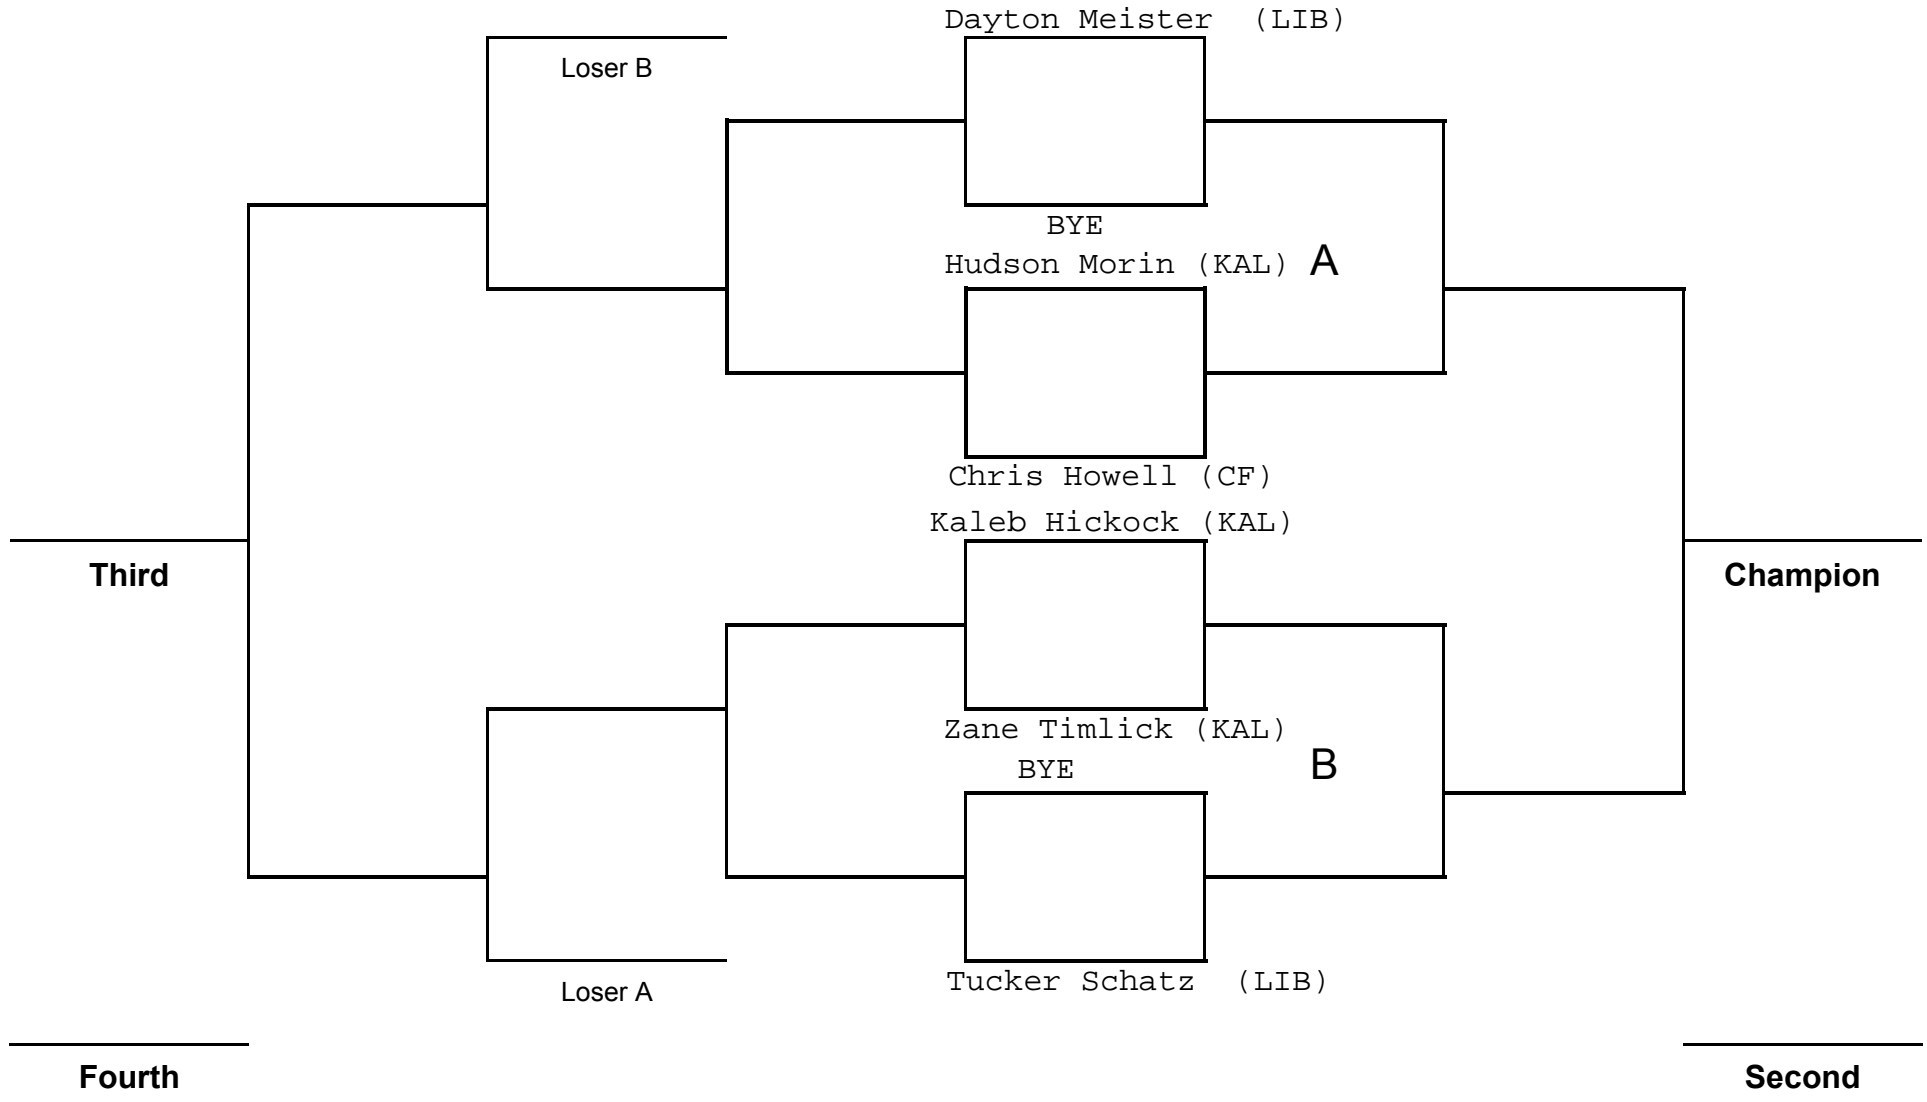 Dayton Meister  (LIB)
Loser B
BYE
Hudson Morin (KAL)
A
Chris Howell (CF)
Kaleb Hickock (KAL)
Third
Champion
Zane Timlick (KAL)
BYE
B
Tucker Schatz  (LIB)
Loser A
Fourth
Second